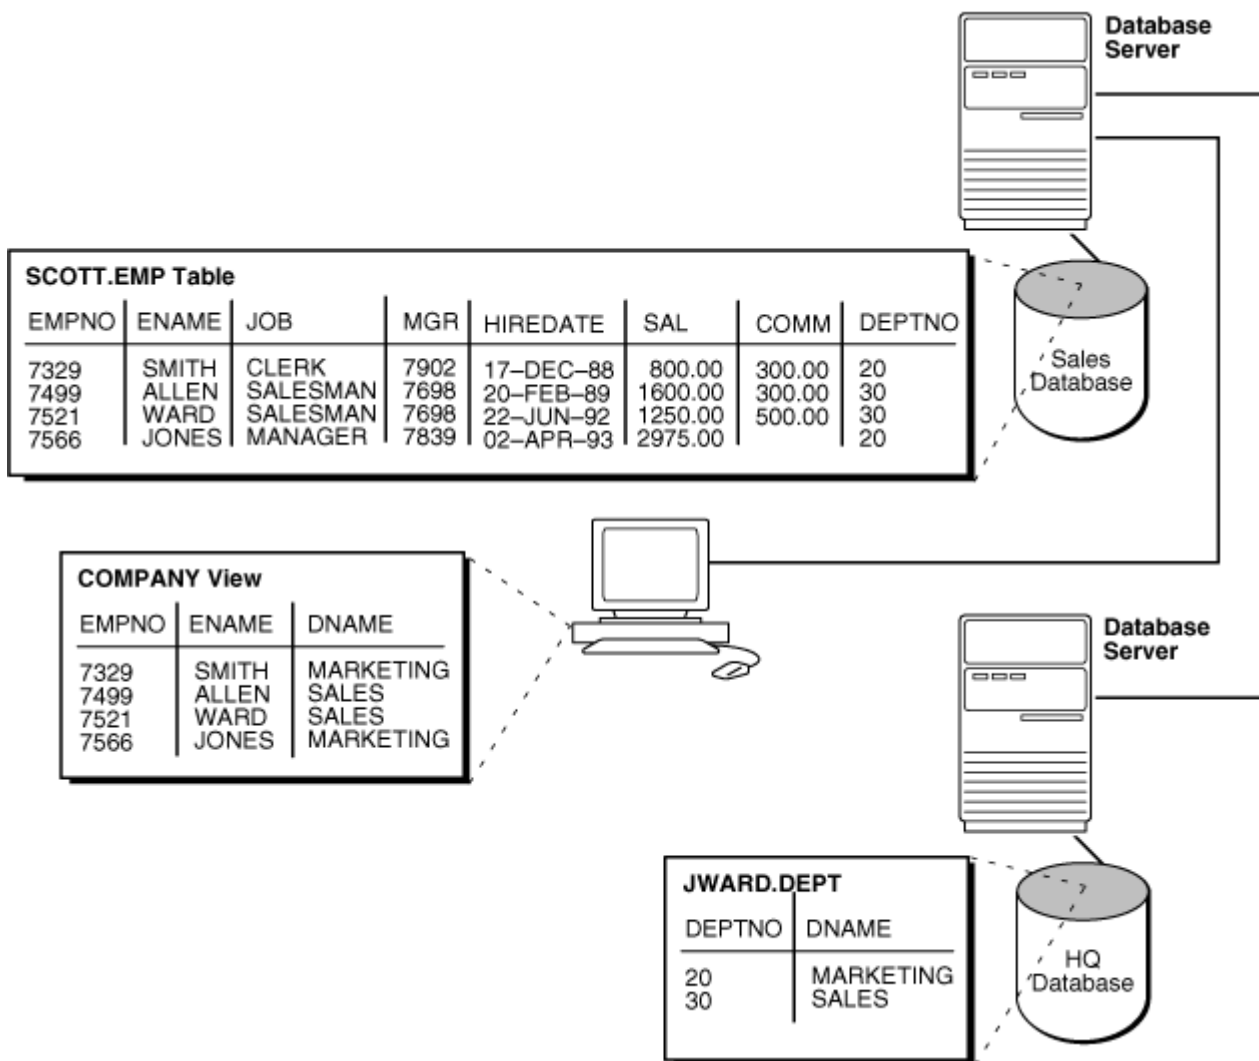 Database
Server
SCOTT.EMP Table
EMPNO ENAME JOB MGR HIREDATE SAL COMM DEPTNO
7329 SMITH CLERK 7902 17–DEC–88 800.00 300.00 20
7499 ALLEN SALESMAN 7698 20–FEB–89 1600.00 300.00 30
7521 WARD SALESMAN 7698 22–JUN–92 1250.00 500.00 30
7566 JONES MANAGER 7839 02–APR–93 2975.00 20
Sales
Database
COMPANY View
EMPNO ENAME DNAME
7329 SMITH MARKETING
7499 ALLEN SALES
7521 WARD SALES
7566 JONES MARKETING
Database
Server
JWARD.DEPT
DEPTNO DNAME
20 MARKETING
30 SALES
HQ
Database